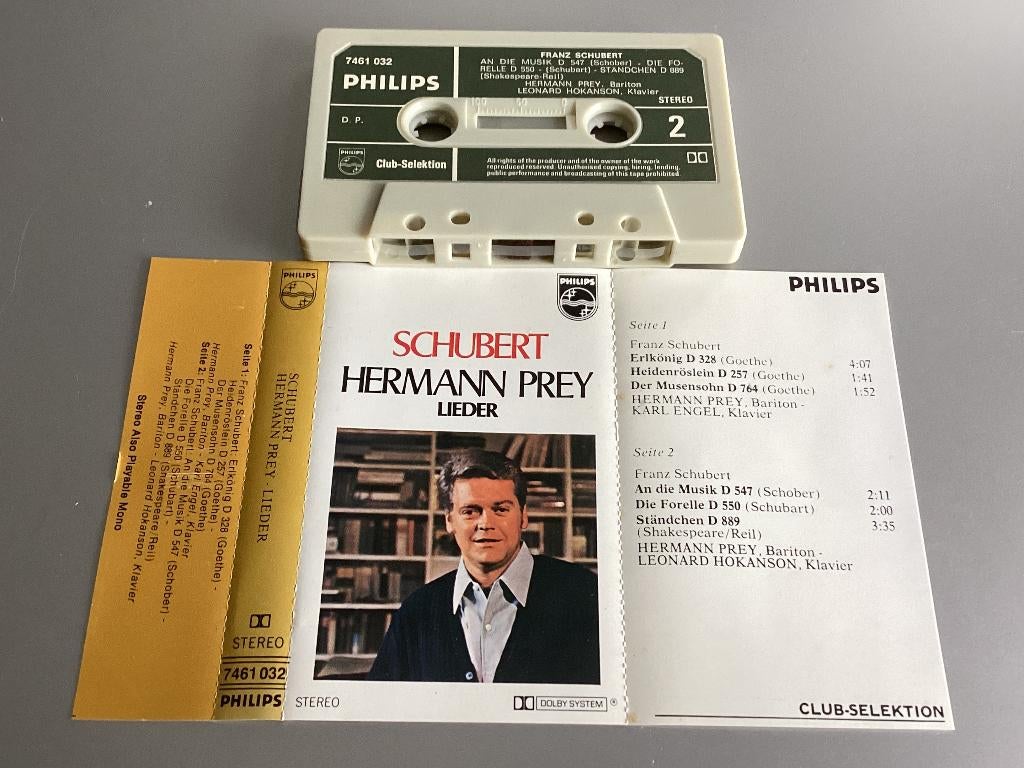 7461 032
PHILIPS
FRANZ SCHUBERT
AN DIE MUSIK D 547 (Schober) - DIE FO-
RELLE D 550 - (Schubart) - STANDCHEN D 889
(Shakespeare-Reil)
HERMANN PREY, Bariton
LEONARD HOKANSON, Klavier
STEREO
D. P.
100 50 0
2
PHILIPS
Club-Selektion
All rights of the producer and of the owner of the work
reproduced reserved. Unauthorised copying, hiring, lending,
public performance and broadcasting of this tape prohibited.
Seite 1: Franz Schubert: Erlkönig D 328 (Goethe) -
Heidenröslein D 257 (Goethe) -
Der Musensohn D 764 (Goethe)
Hermann Prey, Bariton - Karl Engel, Klavier
Seite 2: Franz Schubert: An die Musik D 547 (Schober) -
Die Forelle D 550 (Schubart) -
Ständchen D 889 (Shakespeare/Reil)
Hermann Prey, Bariton - Leonard Hokanson, Klavier
Stereo Also Playable Mono
PHILIPS
SCHUBERT
HERMANN PREY · LIEDER
STEREO
7461 032
PHILIPS
PHILIPS
SCHUBERT
HERMANN PREY
LIEDER
STEREO
DOLBY SYSTEM ®
PHILIPS
Seite 1
Franz Schubert
Erlkönig D 328 (Goethe) 4:07
Heidenröslein D 257 (Goethe) 1:41
Der Musensohn D 764 (Goethe) 1:52
HERMANN PREY, Bariton -
KARL ENGEL, Klavier
Seite 2
Franz Schubert
An die Musik D 547 (Schober) 2:11
Die Forelle D 550 (Schubart) 2:00
Ständchen D 889 3:35
(Shakespeare/Reil)
HERMANN PREY, Bariton -
LEONARD HOKANSON, Klavier
CLUB-SELEKTION